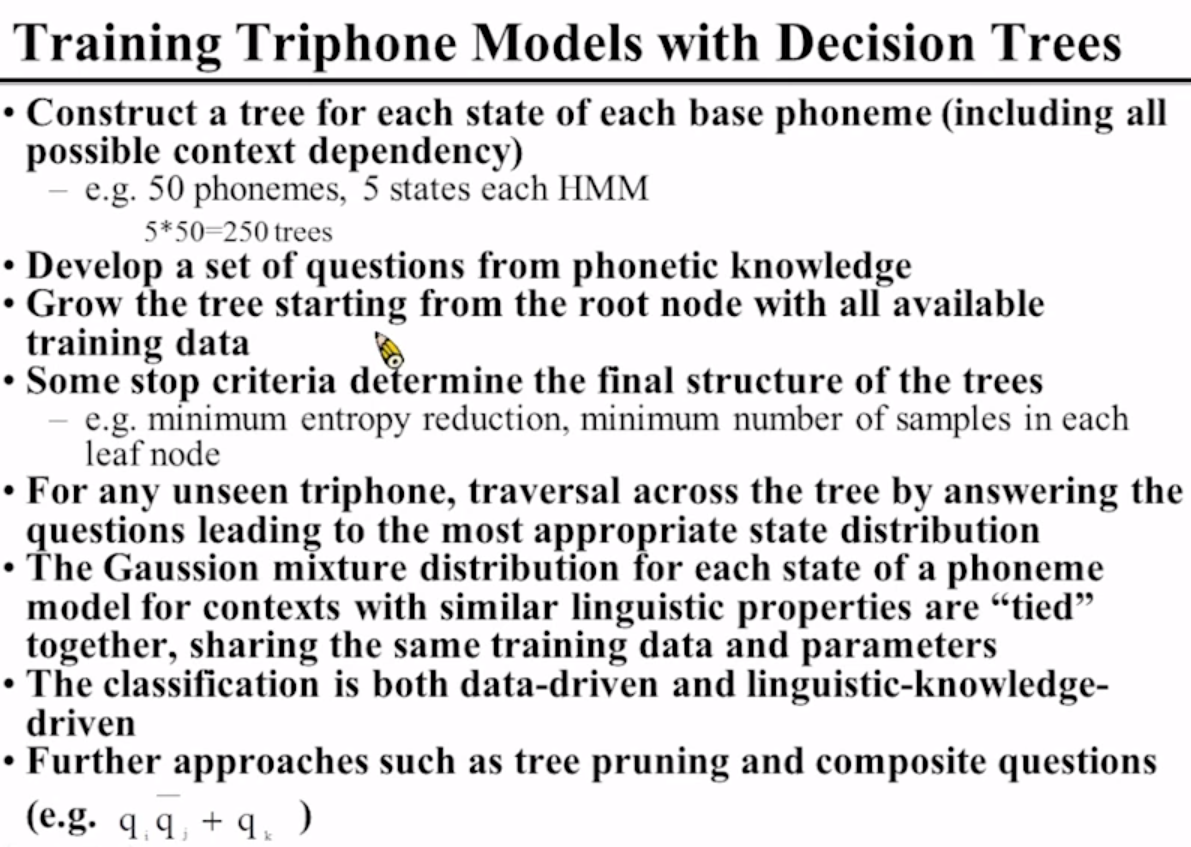 Training Triphone Models with Decision Trees
• Construct a tree for each state of each base phoneme (including all
possible context dependency)
– e.g. 50 phonemes, 5 states each HMM
5*50=250 trees
• Develop a set of questions from phonetic knowledge
• Grow the tree starting from the root node with all available
training data
• Some stop criteria determine the final structure of the trees
– e.g. minimum entropy reduction, minimum number of samples in each
leaf node
• For any unseen triphone, traversal across the tree by answering the
questions leading to the most appropriate state distribution
• The Gaussion mixture distribution for each state of a phoneme
model for contexts with similar linguistic properties are “tied”
together, sharing the same training data and parameters
• The classification is both data-driven and linguistic-knowledge-
driven
• Further approaches such as tree pruning and composite questions
(e.g. qᵢq̅ⱼ + qₖ )